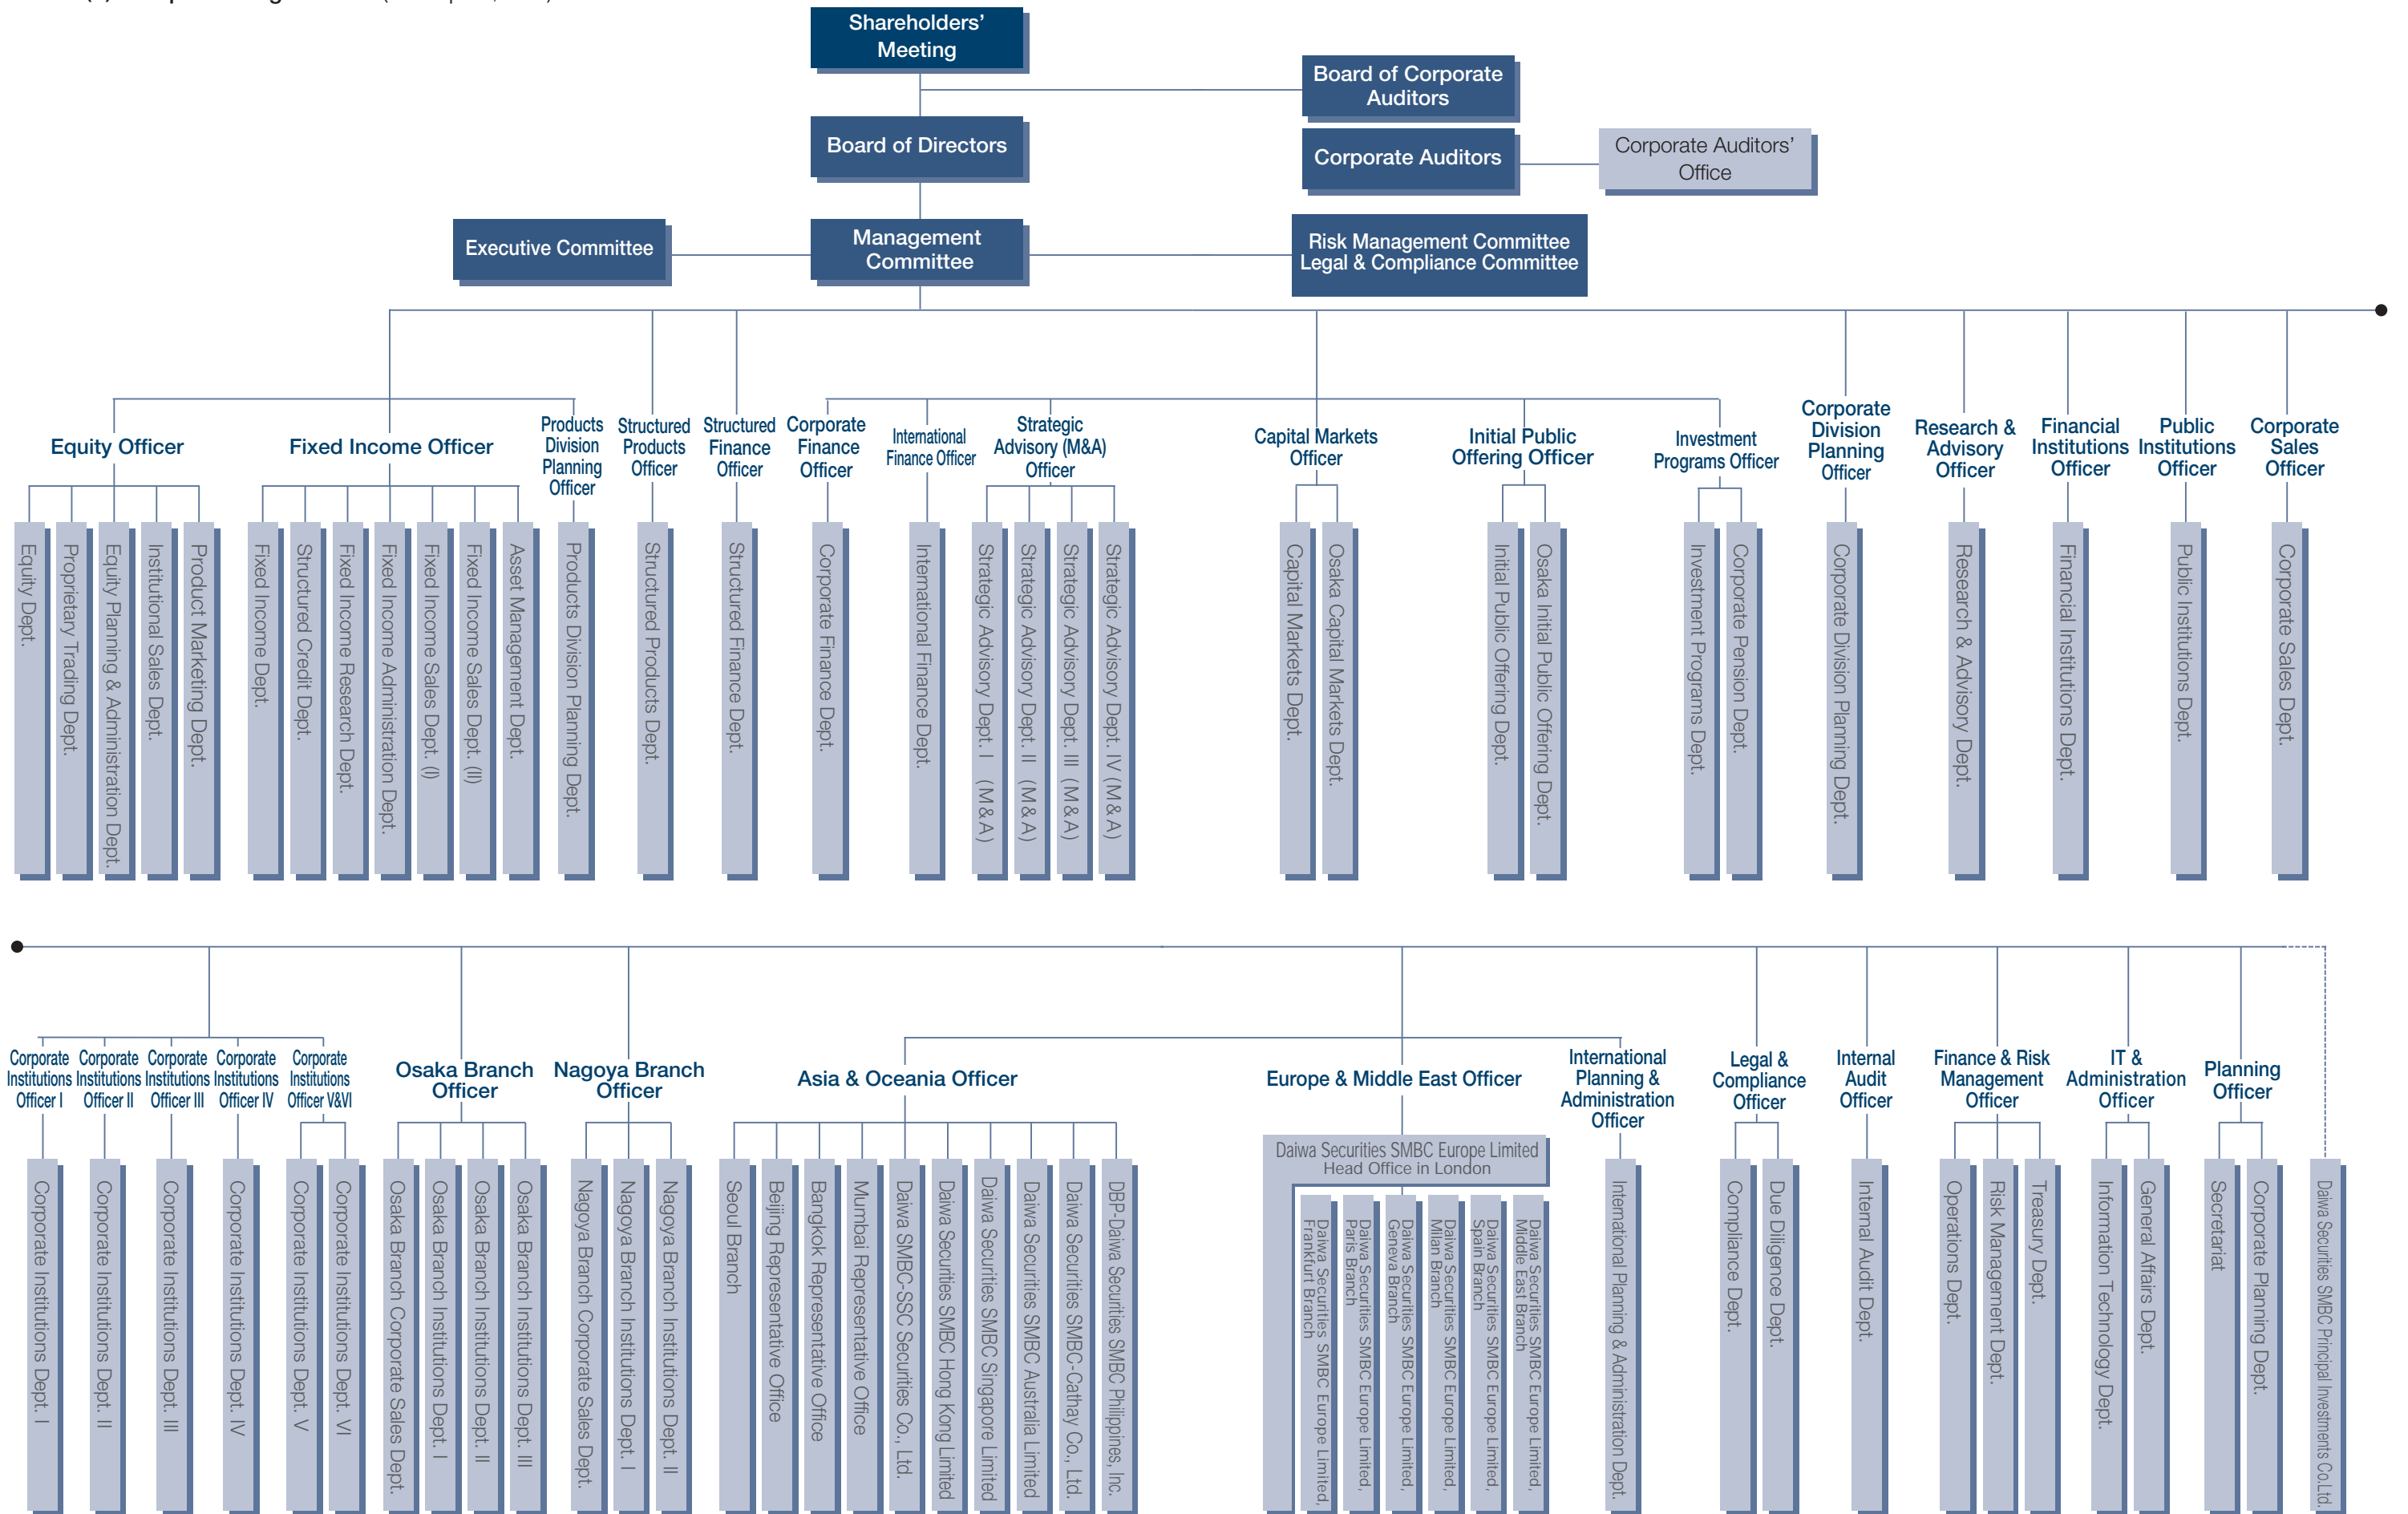 Shareholders’
Meeting
Board of Corporate
Auditors
Board of Directors
Corporate Auditors
Corporate Auditors’
Office
Executive Committee
Management
Committee
Risk Management Committee
Legal & Compliance Committee
Equity Officer
Fixed Income Officer
Products
Division
Planning
Officer
Structured
Products
Officer
Structured
Finance
Officer
Corporate
Finance
Officer
International
Finance Officer
Strategic
Advisory (M&A)
Officer
Capital Markets
Officer
Initial Public
Offering Officer
Investment
Programs Officer
Corporate
Division
Planning
Officer
Research &
Advisory
Officer
Financial
Institutions
Officer
Public
Institutions
Officer
Corporate
Sales
Officer
Equity Dept.
Proprietary Trading Dept.
Equity Planning & Administration Dept.
Institutional Sales Dept.
Product Marketing Dept.
Fixed Income Dept.
Structured Credit Dept.
Fixed Income Research Dept.
Fixed Income Administration Dept.
Fixed Income Sales Dept. (I)
Fixed Income Sales Dept. (II)
Asset Management Dept.
Products Division Planning Dept.
Structured Products Dept.
Structured Finance Dept.
Corporate Finance Dept.
International Finance Dept.
Strategic Advisory Dept. I (M&A)
Strategic Advisory Dept. II (M&A)
Strategic Advisory Dept. III (M&A)
Strategic Advisory Dept. IV (M&A)
Capital Markets Dept.
Osaka Capital Markets Dept.
Initial Public Offering Dept.
Osaka Initial Public Offering Dept.
Investment Programs Dept.
Corporate Pension Dept.
Corporate Division Planning Dept.
Research & Advisory Dept.
Financial Institutions Dept.
Public Institutions Dept.
Corporate Sales Dept.
Corporate
Institutions
Officer I
Corporate
Institutions
Officer II
Corporate
Institutions
Officer III
Corporate
Institutions
Officer IV
Corporate
Institutions
Officer V&VI
Osaka Branch
Officer
Nagoya Branch
Officer
Asia & Oceania Officer
Europe & Middle East Officer
International
Planning &
Administration
Officer
Legal &
Compliance
Officer
Internal
Audit
Officer
Finance & Risk
Management
Officer
IT &
Administration
Officer
Planning
Officer
Corporate Institutions Dept. I
Corporate Institutions Dept. II
Corporate Institutions Dept. III
Corporate Institutions Dept. IV
Corporate Institutions Dept. V
Corporate Institutions Dept. VI
Osaka Branch Corporate Sales Dept.
Osaka Branch Institutions Dept. I
Osaka Branch Institutions Dept. II
Osaka Branch Institutions Dept. III
Nagoya Branch Corporate Sales Dept.
Nagoya Branch Institutions Dept. I
Nagoya Branch Institutions Dept. II
Seoul Branch
Beijing Representative Office
Bangkok Representative Office
Mumbai Representative Office
Daiwa SMBC-SSC Securities Co., Ltd.
Daiwa Securities SMBC Hong Kong Limited
Daiwa Securities SMBC Singapore Limited
Daiwa Securities SMBC Australia Limited
Daiwa Securities SMBC-Cathay Co., Ltd.
DBP-Daiwa Securities SMBC Philippines, Inc.
Daiwa Securities SMBC Europe Limited
Head Office in London
Daiwa Securities SMBC Europe Limited,
Frankfurt Branch
Daiwa Securities SMBC Europe Limited,
Paris Branch
Daiwa Securities SMBC Europe Limited,
Geneva Branch
Daiwa Securities SMBC Europe Limited,
Milan Branch
Daiwa Securities SMBC Europe Limited,
Spain Branch
Daiwa Securities SMBC Europe Limited,
Middle East Branch
International Planning & Administration Dept.
Compliance Dept.
Due Diligence Dept.
Internal Audit Dept.
Operations Dept.
Risk Management Dept.
Treasury Dept.
Information Technology Dept.
General Affairs Dept.
Secretariat
Corporate Planning Dept.
Daiwa Securities SMBC Principal Investments Co.Ltd.